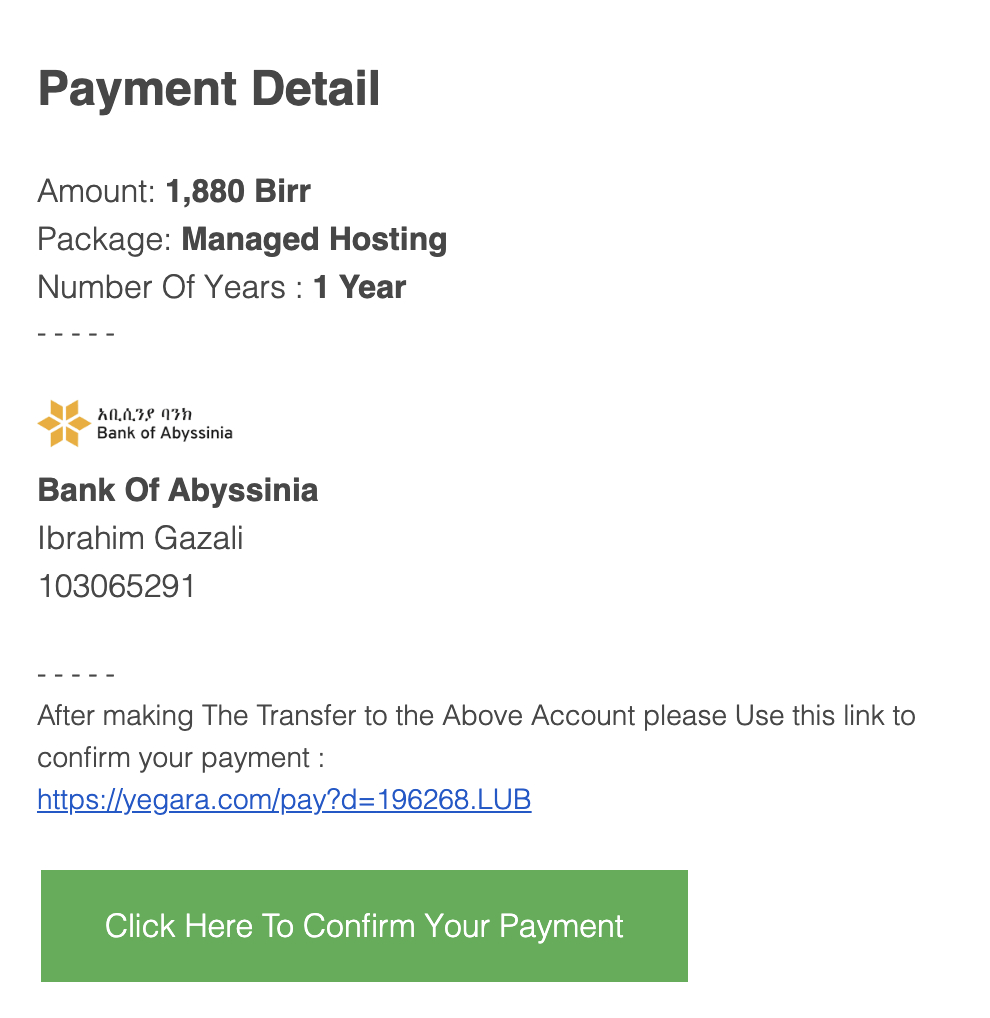 Payment Detail
Amount: 1,880 Birr
Package: Managed Hosting
Number Of Years : 1 Year
- - - - -
አቢሲንያ ባንክ
Bank of Abyssinia
Bank Of Abyssinia
Ibrahim Gazali
103065291
- - - - -
After making The Transfer to the Above Account please Use this link to
confirm your payment :
https://yegara.com/pay?d=196268.LUB
Click Here To Confirm Your Payment